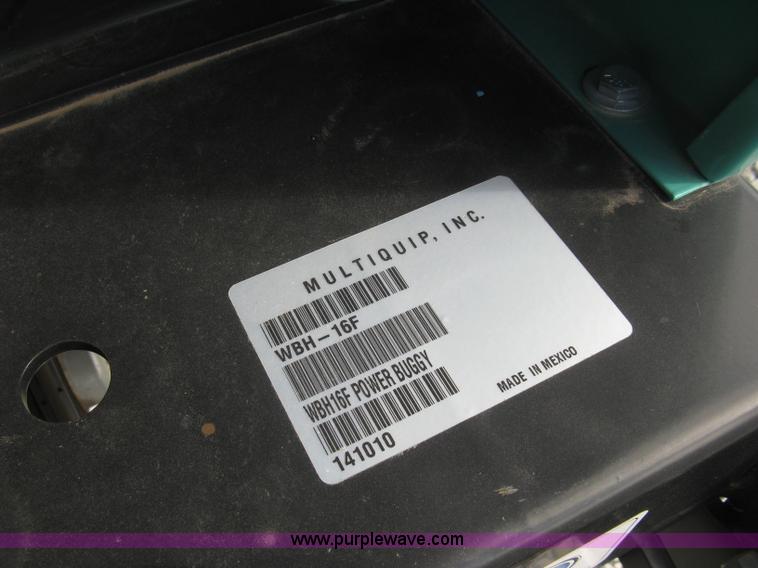 MULTIQUIP, INC.
WBH-16F
WBH16F POWER BUGGY
141010
MADE IN MEXICO
www.purplewave.com